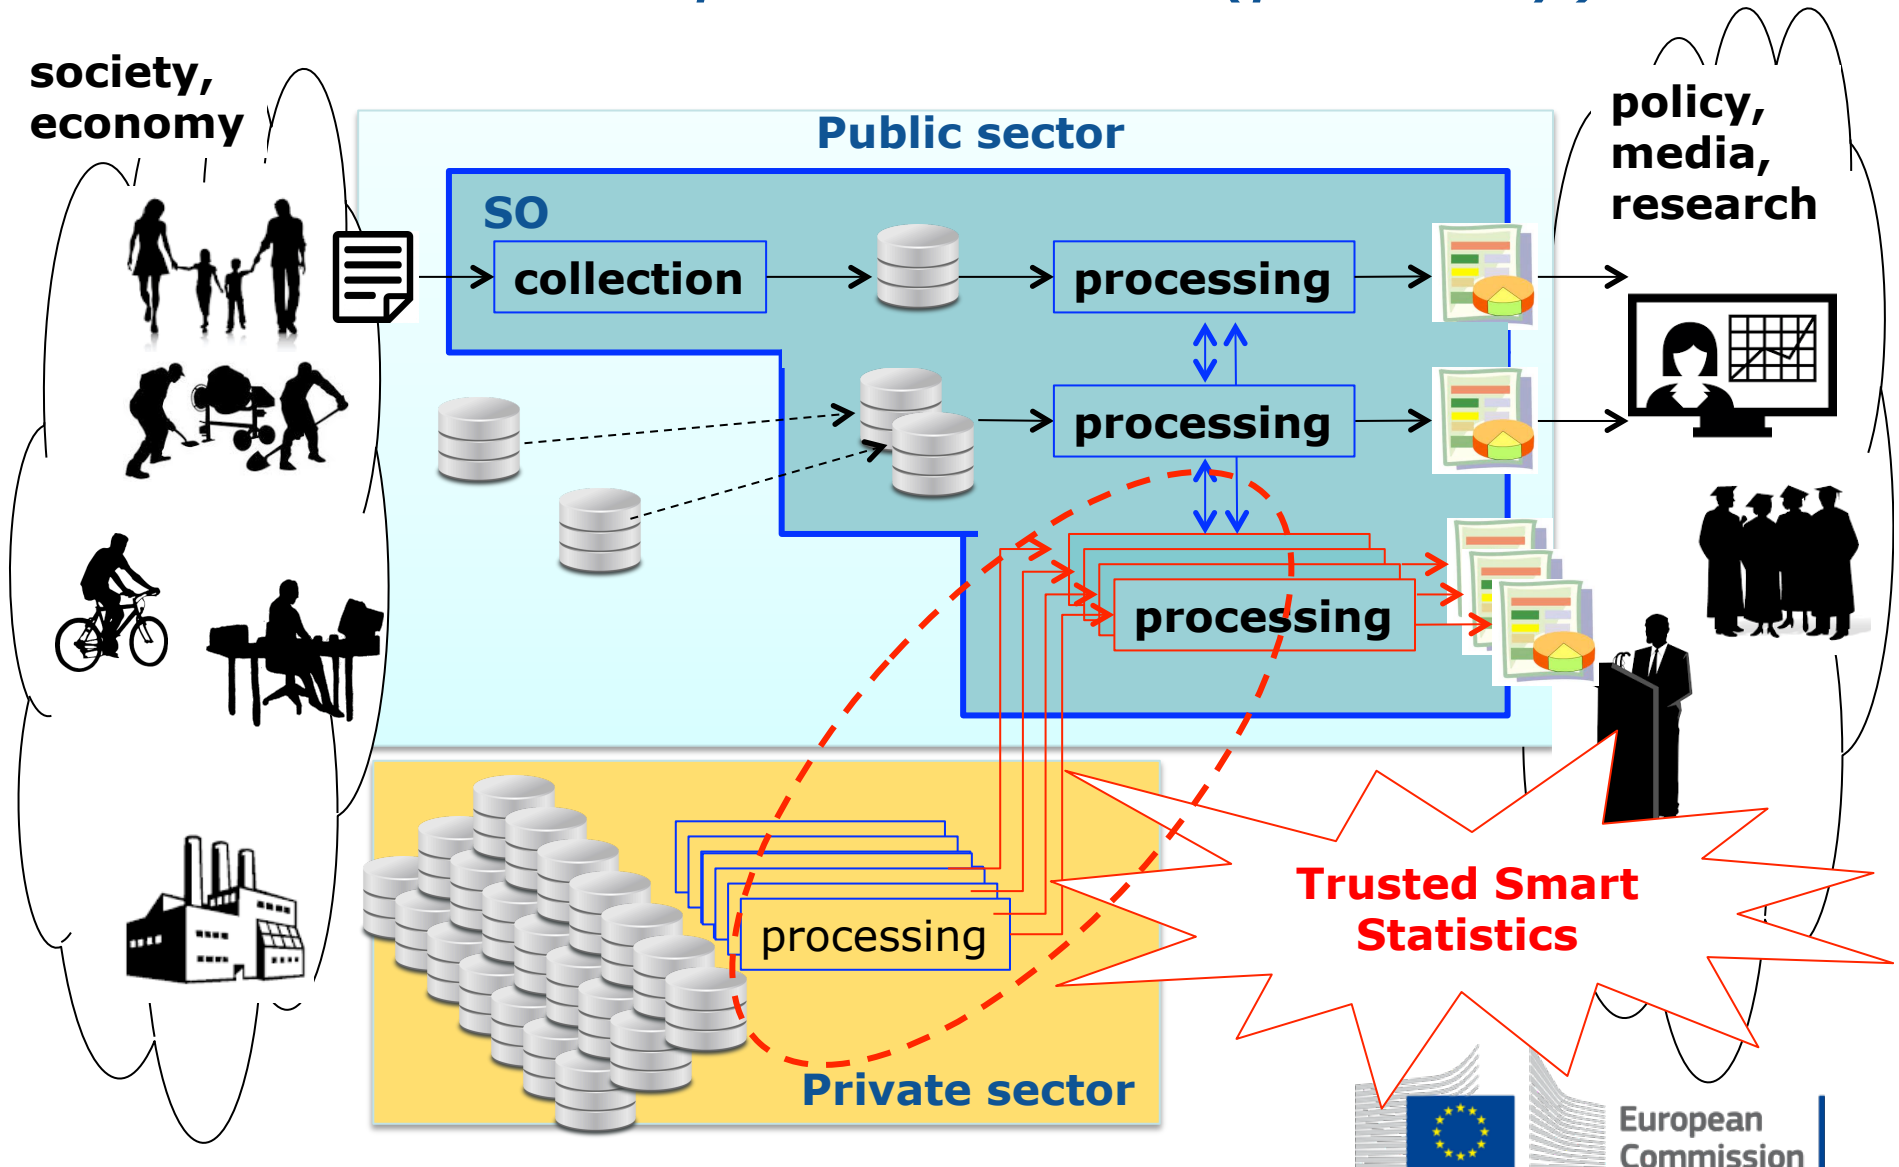 society,
economy
Public sector
policy,
media,
research
SO
collection
processing
processing
processing
processing
Trusted Smart
Statistics
Private sector
European
Commission